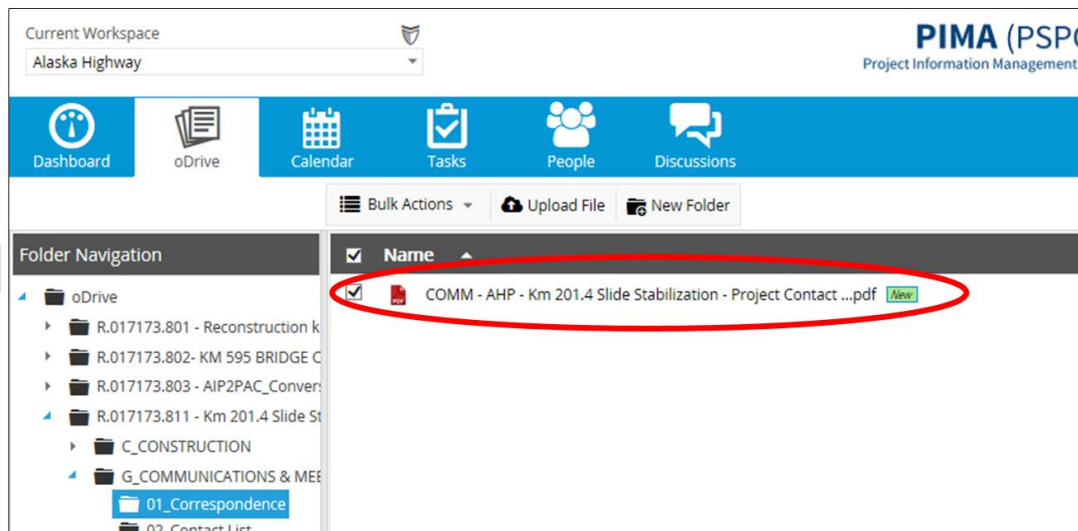 Current Workspace
Alaska Highway
PIMA (PSPC
Project Information Management
Dashboard
oDrive
Calendar
Tasks
People
Discussions
Bulk Actions
Upload File
New Folder
Folder Navigation
Name
oDrive
COMM - AHP - Km 201.4 Slide Stabilization - Project Contact ...pdf New
R.017173.801 - Reconstruction k
R.017173.802- KM 595 BRIDGE C
R.017173.803 - AIP2PAC_Convers
R.017173.811 - Km 201.4 Slide St
C_CONSTRUCTION
G_COMMUNICATIONS & MEE
01_Correspondence
02_Contact List